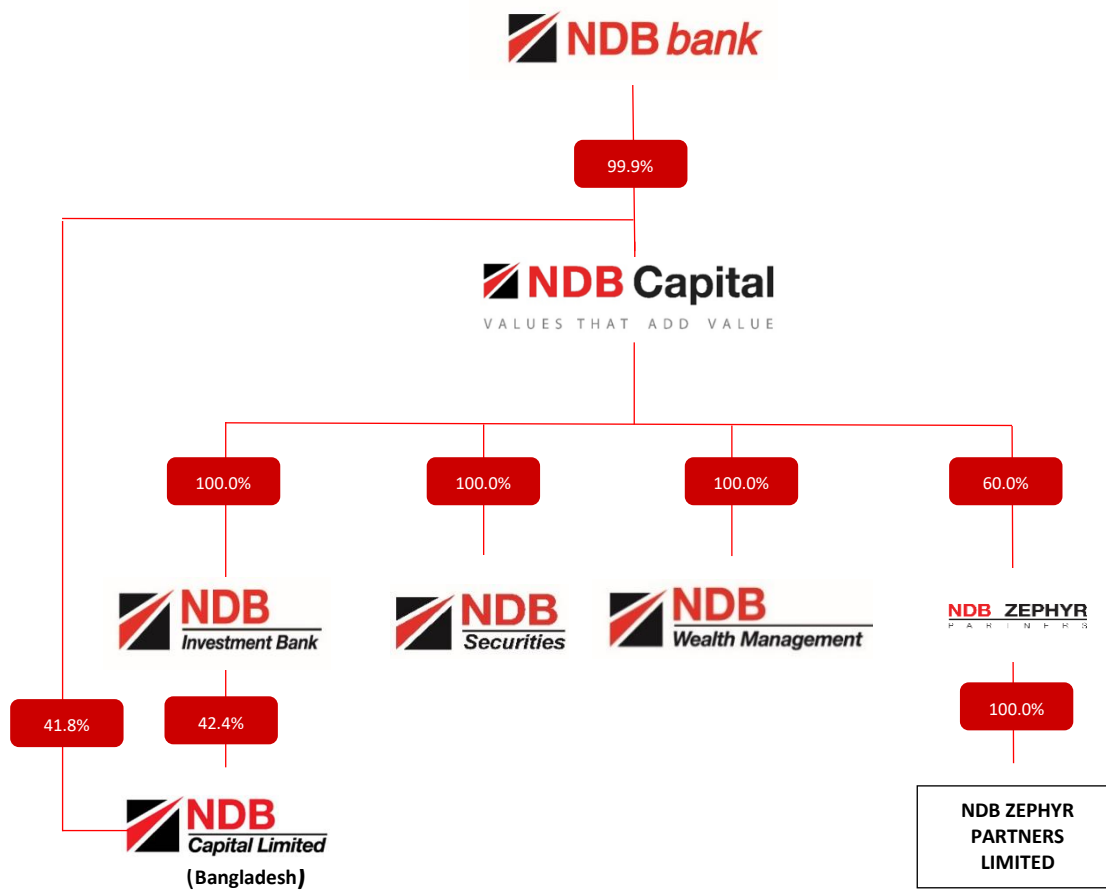 NDB bank
99.9%
NDB Capital
VALUES THAT ADD VALUE
100.0%
100.0%
100.0%
60.0%
NDB
Investment Bank
NDB
Securities
NDB
Wealth Management
NDB ZEPHYR
PARTNERS
41.8%
42.4%
100.0%
NDB
Capital Limited
(Bangladesh)
NDB ZEPHYR
PARTNERS
LIMITED